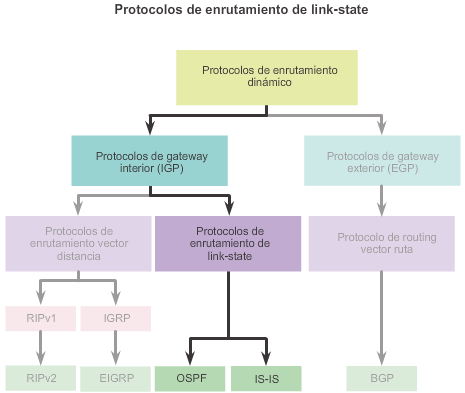 Protocolos de enrutamiento de link-state
Protocolos de enrutamiento
dinámico
Protocolos de gateway
interior (IGP)
Protocolos de gateway
exterior (EGP)
Protocolos de
enrutamiento vector
distancia
Protocolos de
enrutamiento de
link-state
Protocolo de routing
vector ruta
RIPv1
IGRP
RIPv2
EIGRP
OSPF
IS-IS
BGP